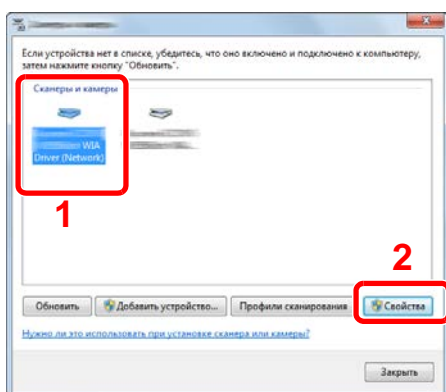 Если устройства нет в списке, убедитесь, что оно включено и подключено к компьютеру,
затем нажмите кнопку "Обновить".
Сканеры и камеры
WIA
Driver (Network)
1
2
Обновить
Добавить устройство...
Профили сканирования
Свойства
Нужно ли это использовать при установке сканера или камеры?
Закрыть